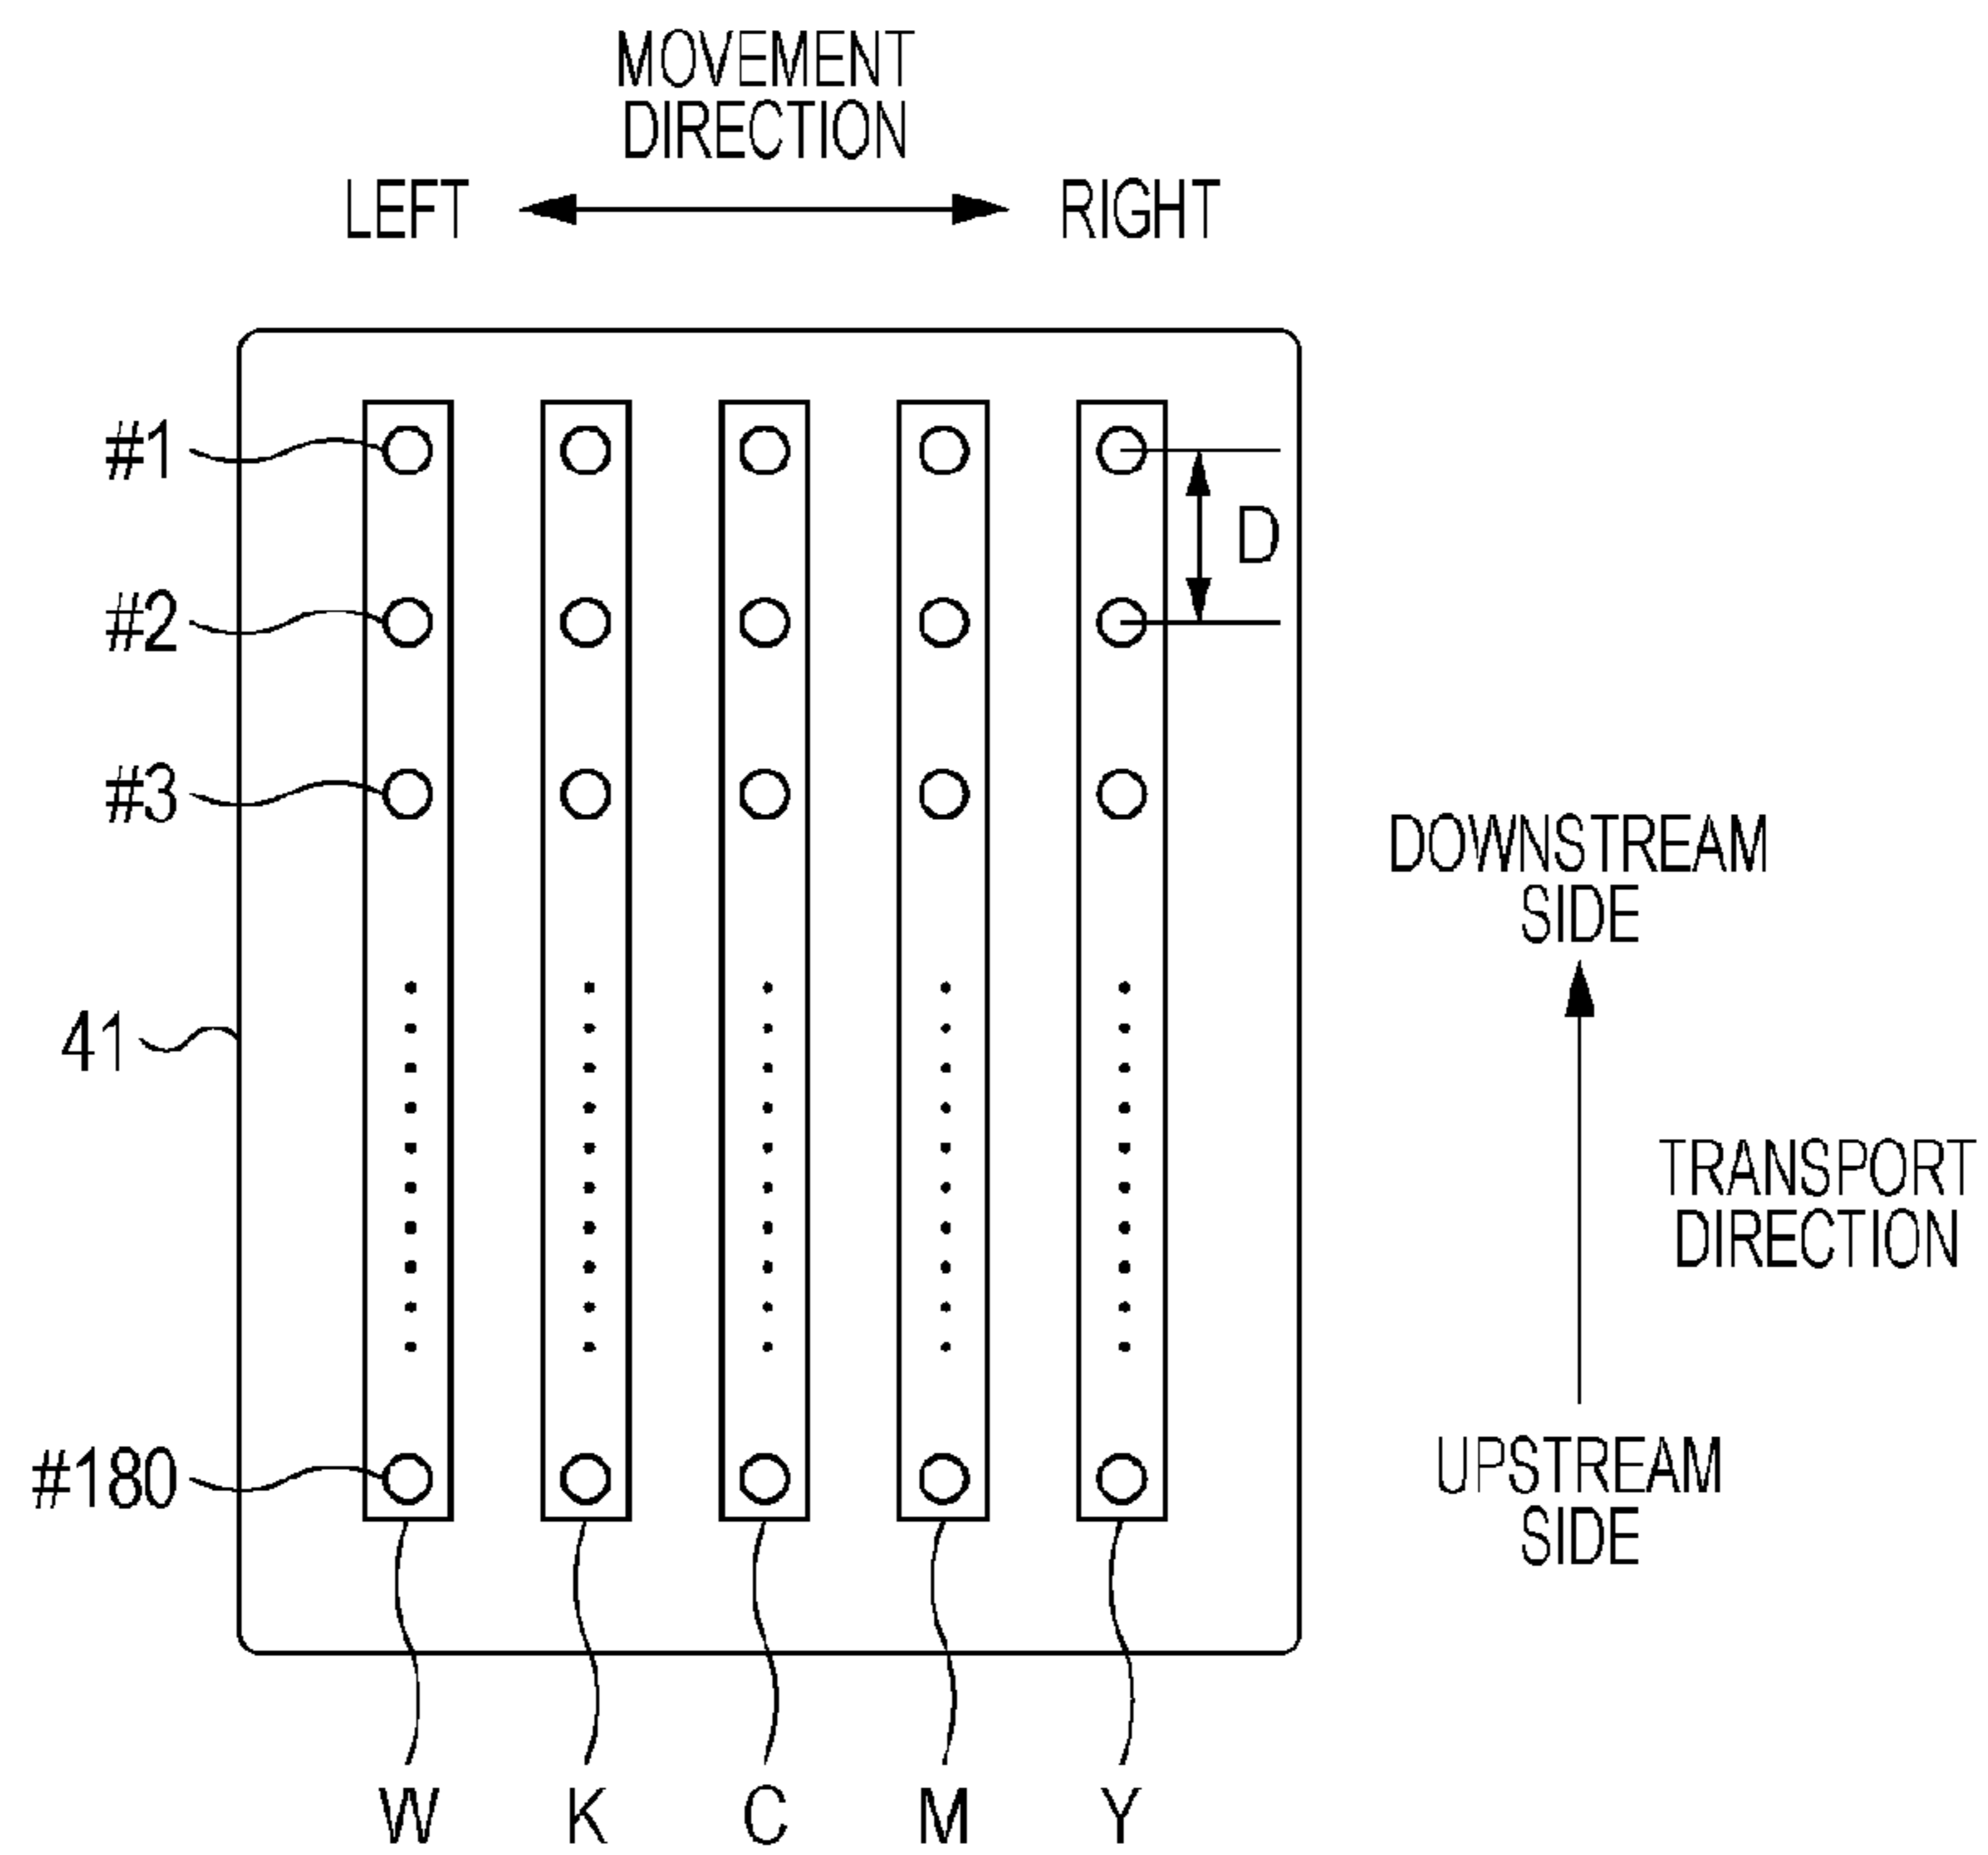 MOVEMENT
DIRECTION
LEFT
RIGHT
#1
D
#2
#3
DOWNSTREAM
SIDE
41
TRANSPORT
DIRECTION
UPSTREAM
SIDE
#180
W K C M Y